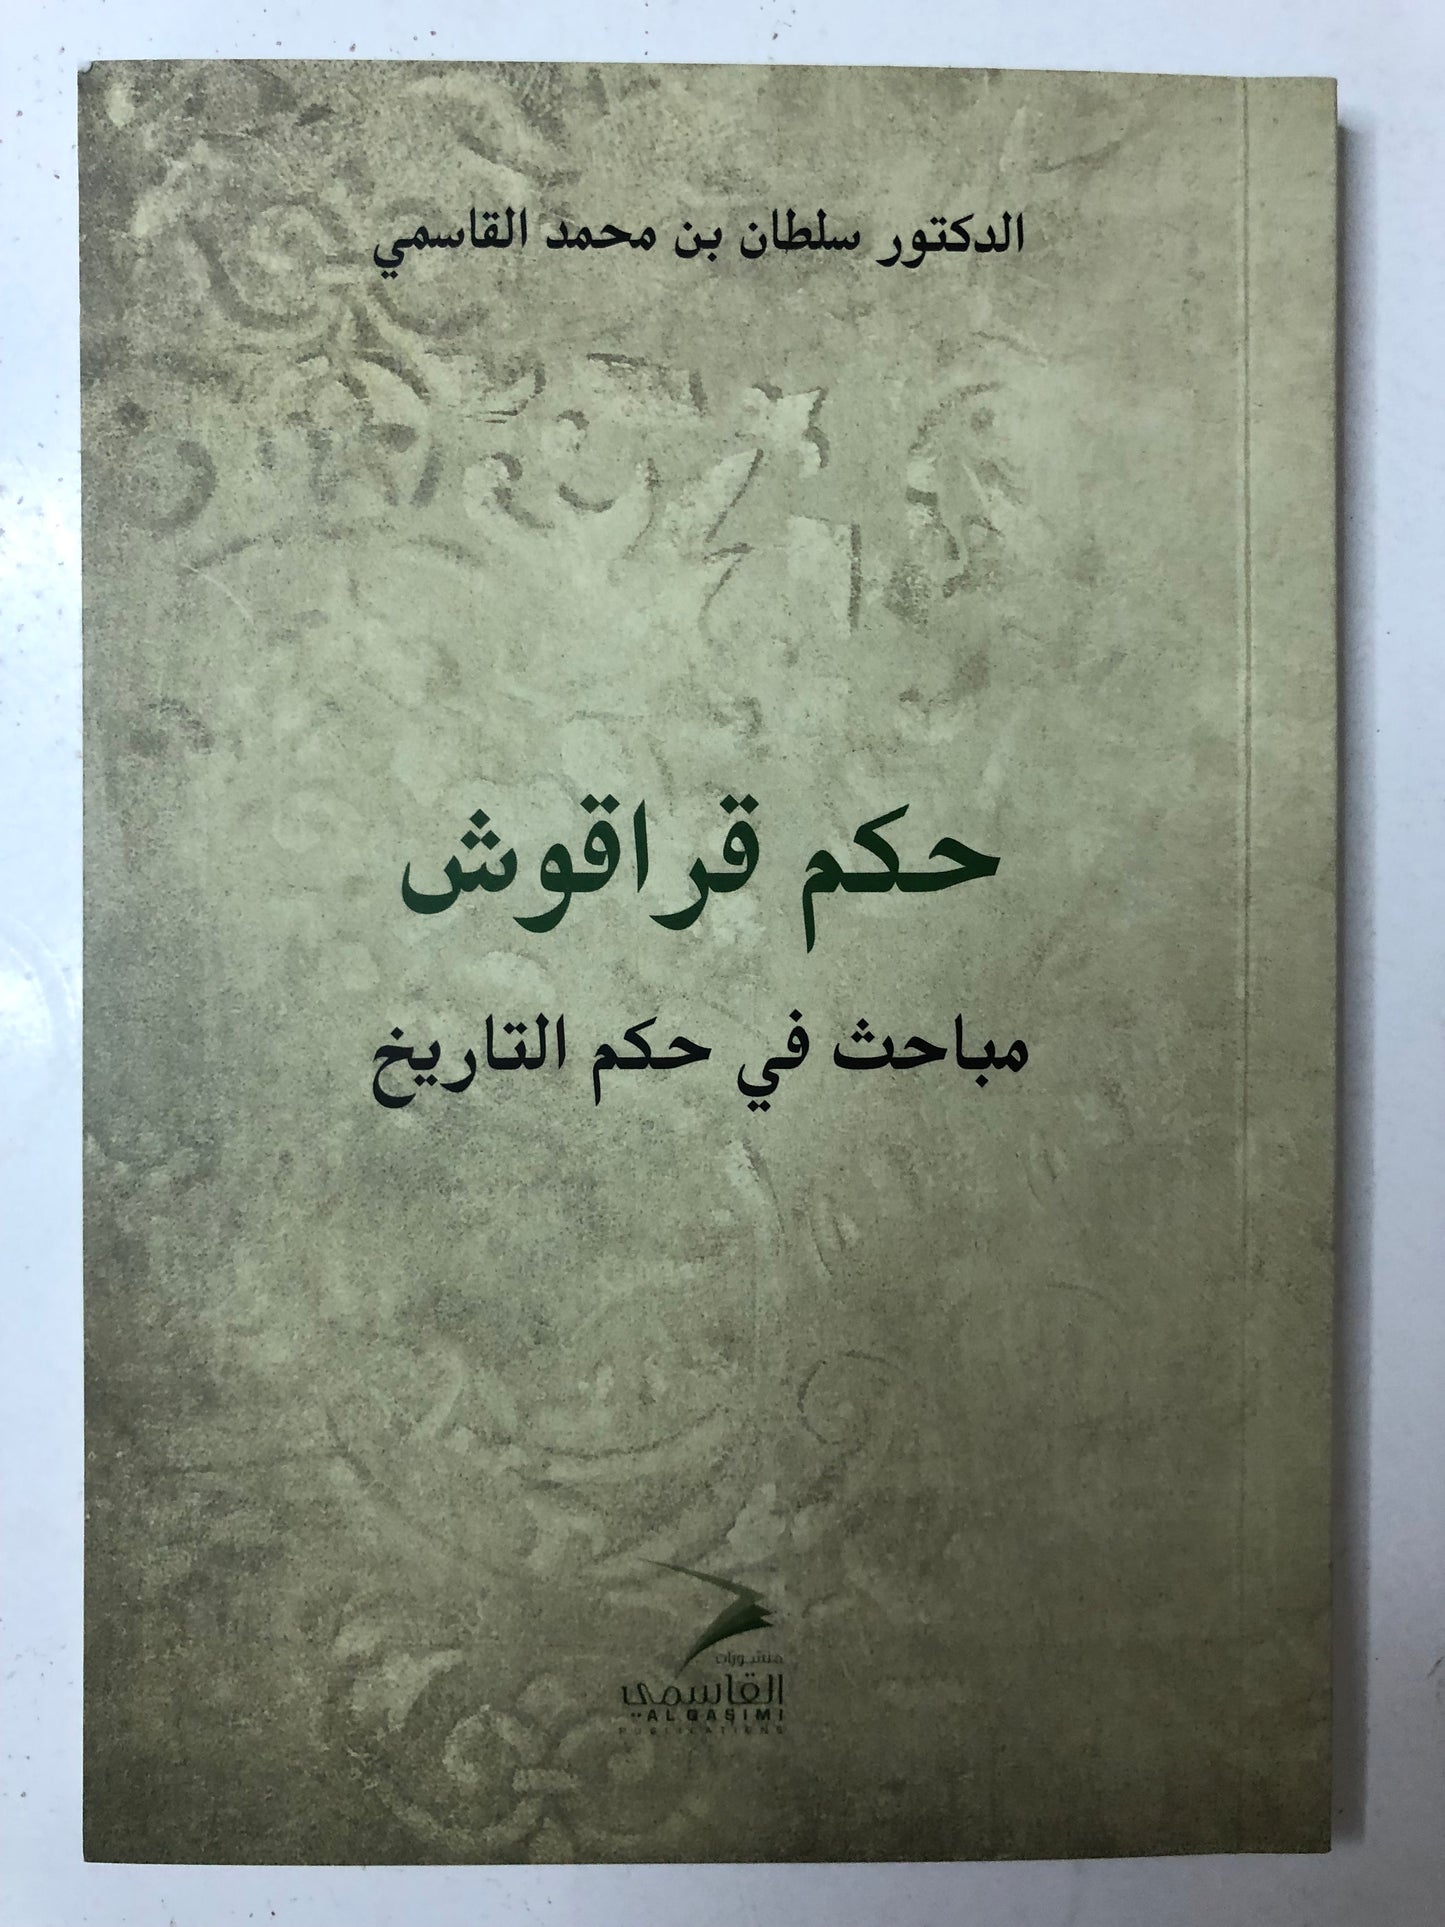 الدكتور سلطان بن محمد القاسمي
حكم قراقوش
مباحث في حكم التاريخ
منشورات
القاسمي
AL QASIMI
PUBLICATIONS